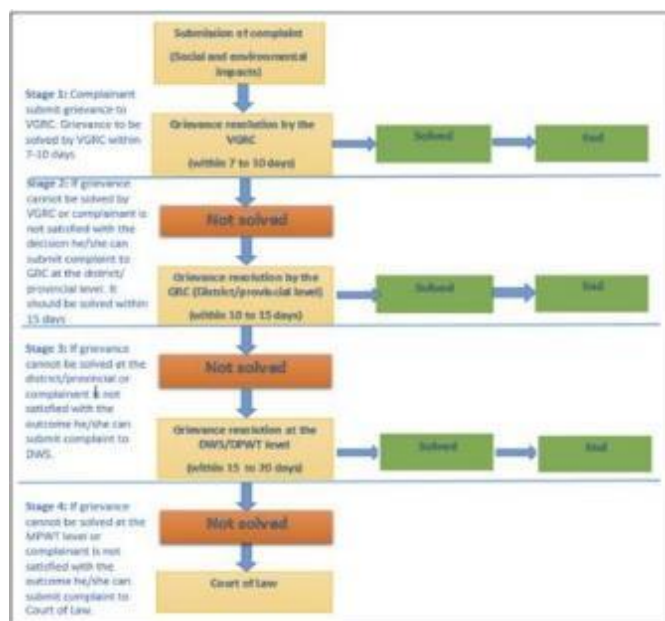 Submission of complaint
(Social and environmental
impacts)
Stage 1: Complainant
submit grievance to
VGRC. Grievance to be
solved by VGRC within
7-10 days
Grievance resolution by the
VGRC
(within 7 to 10 days)
Solved
End
Stage 2: If grievance
cannot be solved by
VGRC or complainant is
not satisfied with the
decision he/she can
submit complaint to
GRC at the district/
provincial level. It
should be solved within
15 days
Not solved
Grievance resolution by the
GRC (District/provincial level)
(within 10 to 15 days)
Solved
End
Stage 3: If grievance
cannot be solved at the
district/provincial or
complainant is not
satisfied with the
outcome he/she can
submit complaint to
DWS.
Not solved
Grievance resolution at the
DWS/DPWT level
(within 15 to 20 days)
Solved
End
Stage 4: If grievance
cannot be solved at the
MPWT level or
complainant is not
satisfied with the
outcome he/she can
submit complaint to
Court of Law.
Not solved
Court of Law